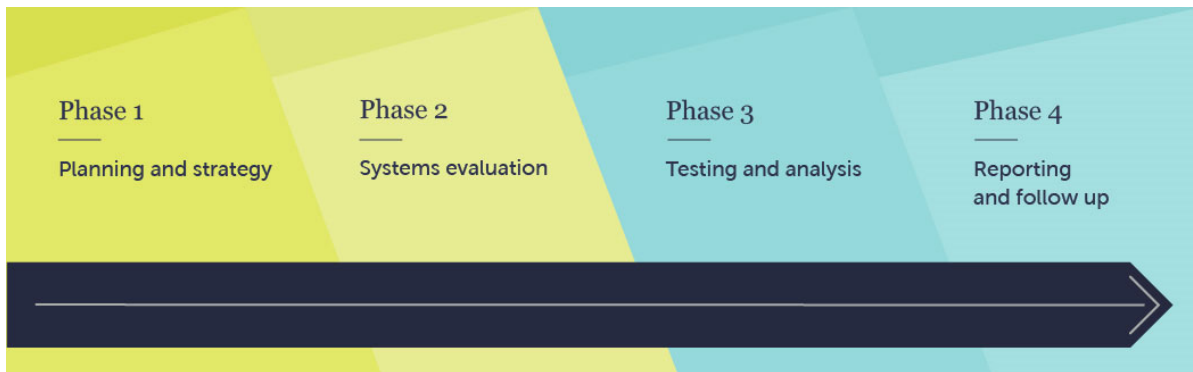 Phase 1
Planning and strategy
Phase 2
Systems evaluation
Phase 3
Testing and analysis
Phase 4
Reporting
and follow up